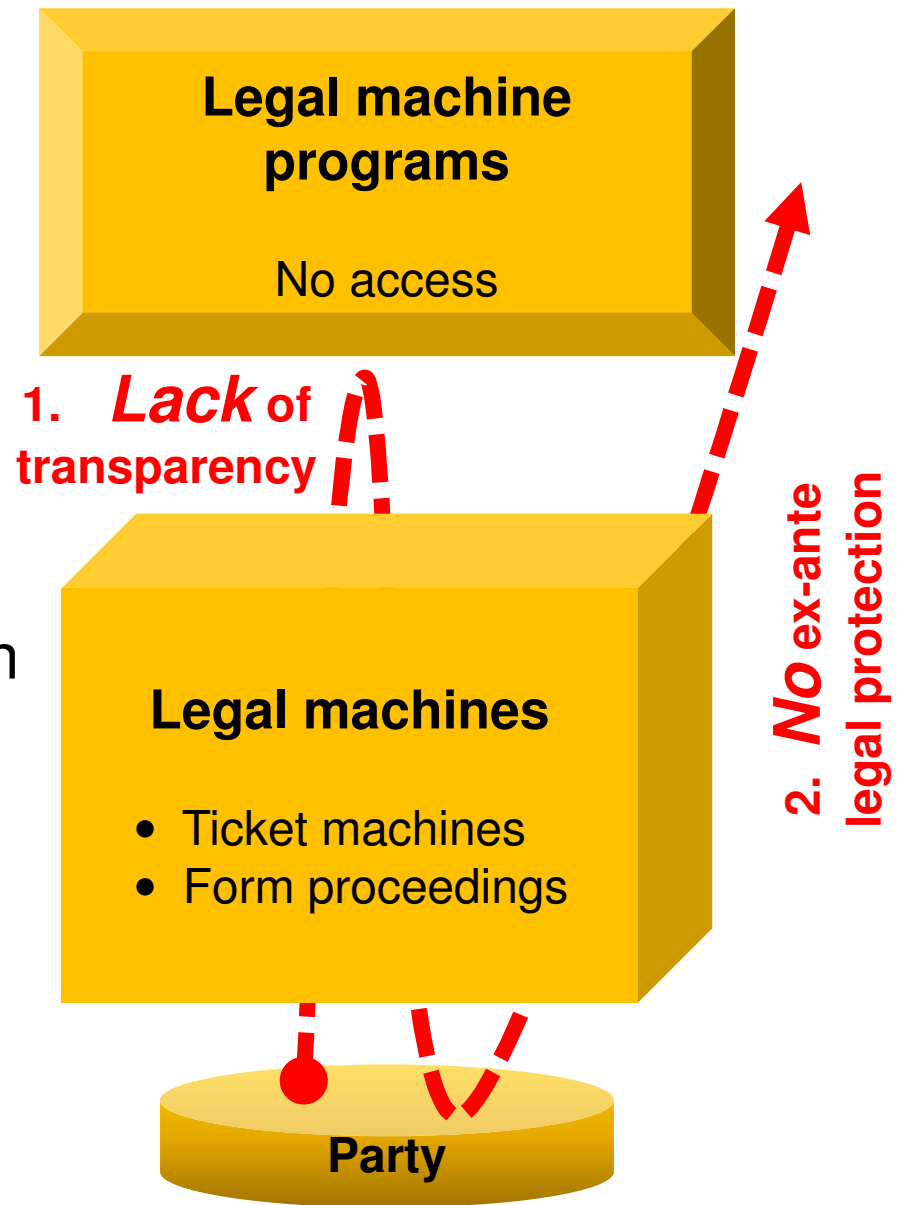 Legal machine
programs
No access
1. Lack of
transparency
n
Legal machines
• Ticket machines
• Form proceedings
2. No ex-ante
legal protection
Party